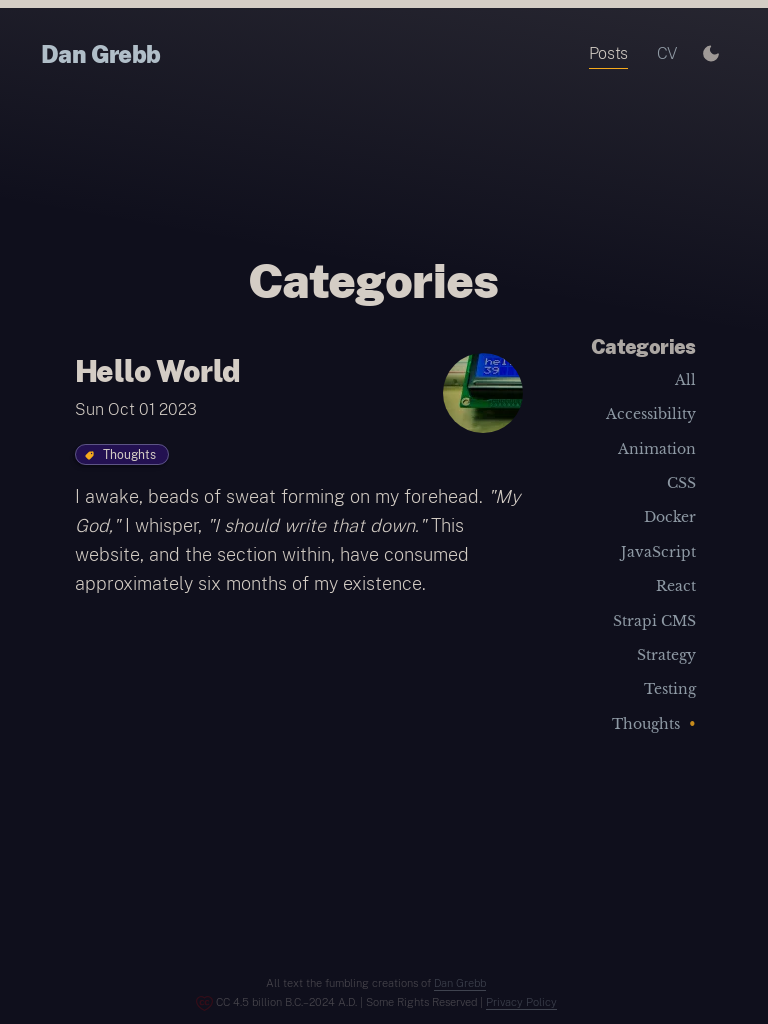 Dan Grebb
Posts
CV
Categories
Hello World
Sun Oct 01 2023
Thoughts
I awake, beads of sweat forming on my forehead. "My
God," I whisper, "I should write that down." This
website, and the section within, have consumed
approximately six months of my existence.
Categories
All
Accessibility
Animation
CSS
Docker
JavaScript
React
Strapi CMS
Strategy
Testing
Thoughts •
All text the fumbling creations of Dan Grebb
CC 4.5 billion B.C.–2024 A.D. | Some Rights Reserved | Privacy Policy